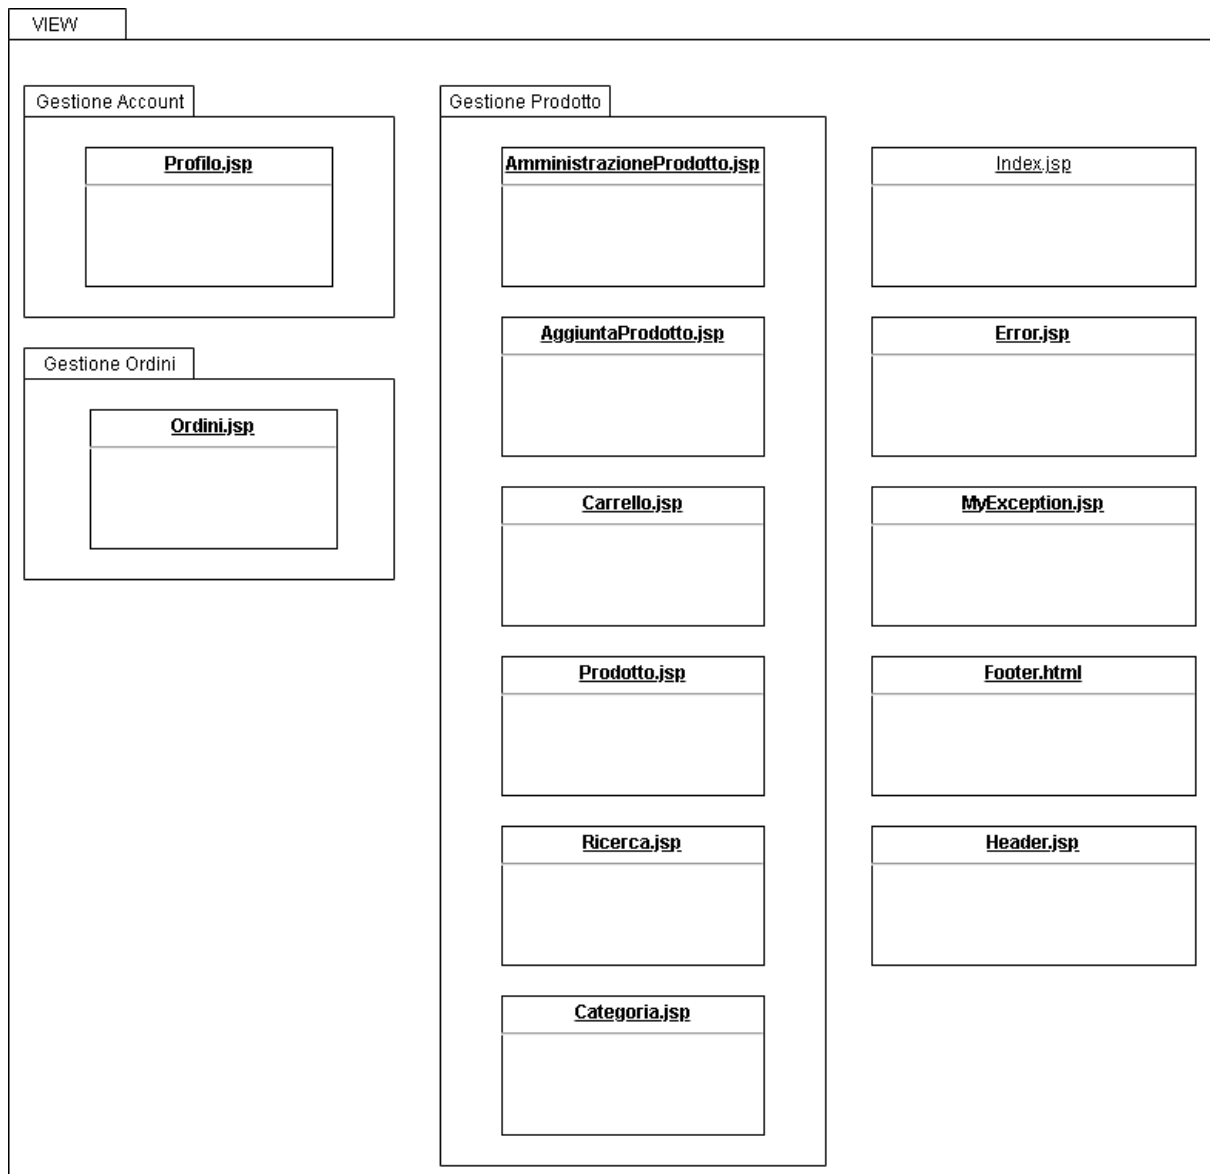 VIEW
Gestione Account
Profilo.jsp
Gestione Ordini
Ordini.jsp
Gestione Prodotto
AmministrazioneProdotto.jsp
AggiuntaProdotto.jsp
Carrello.jsp
Prodotto.jsp
Ricerca.jsp
Categoria.jsp
Index.jsp
Error.jsp
MyException.jsp
Footer.html
Header.jsp